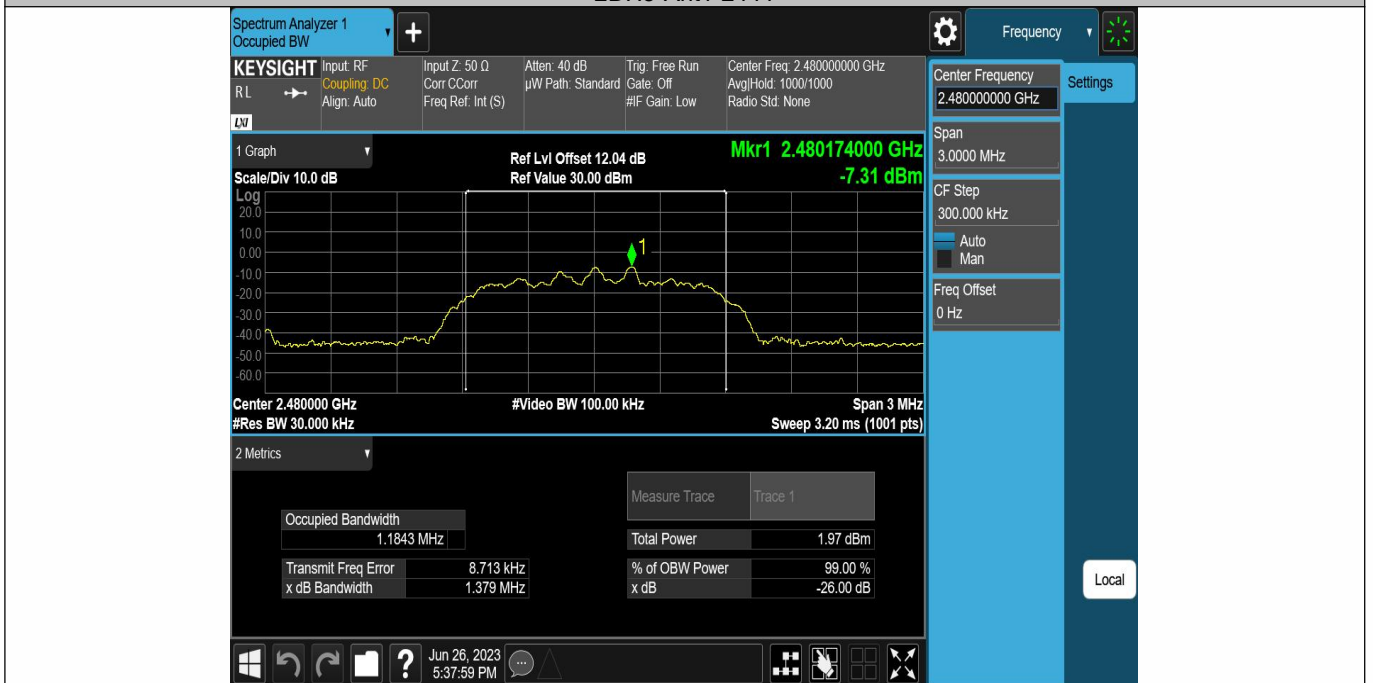 Spectrum Analyzer 1
Occupied BW
+
Frequency
KEYSIGHT
R L
LXI
Input: RF
Coupling: DC
Align: Auto
Input Z: 50 Ω
Corr CCorr
Freq Ref: Int (S)
Atten: 40 dB
µW Path: Standard
Trig: Free Run
Gate: Off
#IF Gain: Low
Center Freq: 2.480000000 GHz
Avg|Hold: 1000/1000
Radio Std: None
Center Frequency
2.480000000 GHz
Settings
Span
3.0000 MHz
CF Step
300.000 kHz
Auto
Man
Freq Offset
0 Hz
Local
1 Graph
Scale/Div 10.0 dB
Ref Lvl Offset 12.04 dB
Ref Value 30.00 dBm
Mkr1 2.480174000 GHz
-7.31 dBm
Log
20.0
10.0
0.00
-10.0
-20.0
-30.0
-40.0
-50.0
-60.0
1
Center 2.480000 GHz
#Video BW 100.00 kHz
Span 3 MHz
#Res BW 30.000 kHz
Sweep 3.20 ms (1001 pts)
2 Metrics
Measure Trace Trace 1
Occupied Bandwidth
1.1843 MHz
Total Power 1.97 dBm
Transmit Freq Error 8.713 kHz
% of OBW Power 99.00 %
x dB Bandwidth 1.379 MHz
x dB -26.00 dB
?
Jun 26, 2023
5:37:59 PM